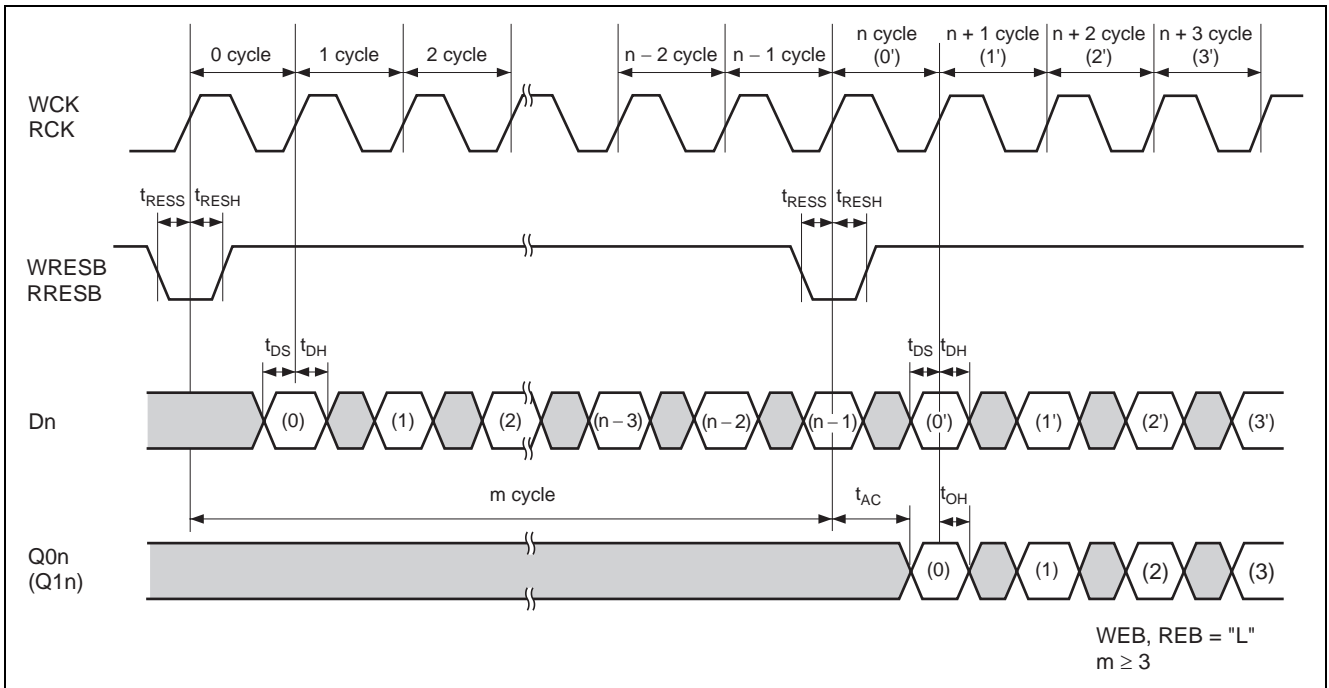 0 cycle 1 cycle 2 cycle n – 2 cycle n – 1 cycle n cycle (0') n + 1 cycle (1') n + 2 cycle (2') n + 3 cycle (3')
WCK
RCK
tRESS tRESH tRESS tRESH
WRESB
RRESB
tDS tDH tDS tDH
Dn (0) (1) (2) (n – 3) (n – 2) (n – 1) (0') (1') (2') (3')
m cycle tAC tOH
Q0n
(Q1n)
(0) (1) (2) (3)
WEB, REB = "L"
m ≥ 3